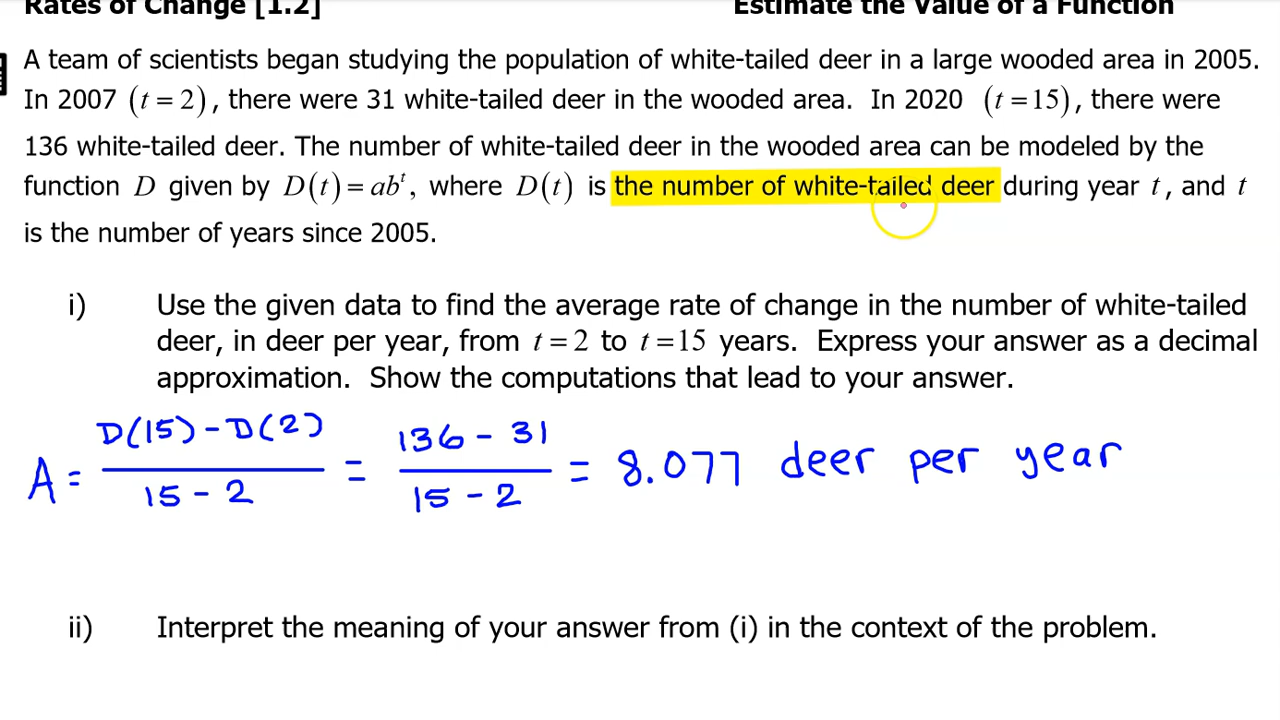 Rates of Change [1.2] Estimate the Value of a Function
A team of scientists began studying the population of white-tailed deer in a large wooded area in 2005.
In 2007 (t = 2), there were 31 white-tailed deer in the wooded area. In 2020 (t = 15), there were
136 white-tailed deer. The number of white-tailed deer in the wooded area can be modeled by the
function D given by D(t) = ab^t, where D(t) is the number of white-tailed deer during year t, and t
is the number of years since 2005.
i) Use the given data to find the average rate of change in the number of white-tailed
deer, in deer per year, from t = 2 to t = 15 years. Express your answer as a decimal
approximation. Show the computations that lead to your answer.
D(15) - D(2) 136 - 31
A = = = 8.077 deer per year
15 - 2 15 - 2
ii) Interpret the meaning of your answer from (i) in the context of the problem.